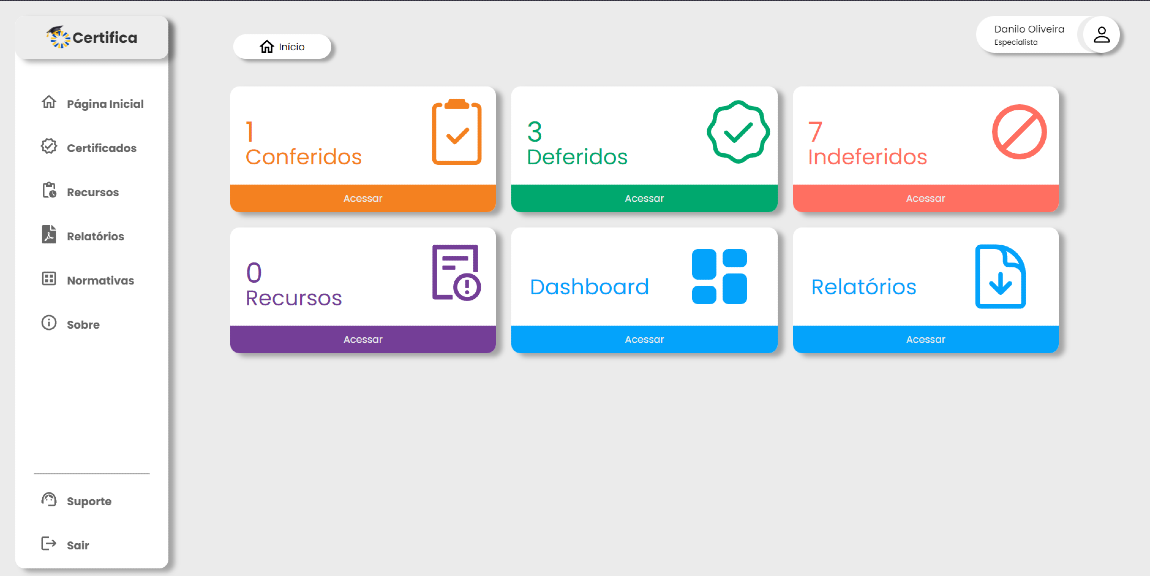 Certifica
Página Inicial
Certificados
Recursos
Relatórios
Normativas
Sobre
Suporte
Sair
Início
Danilo Oliveira
Especialista
1
Conferidos
Acessar
3
Deferidos
Acessar
7
Indeferidos
Acessar
0
Recursos
Acessar
Dashboard
Acessar
Relatórios
Acessar